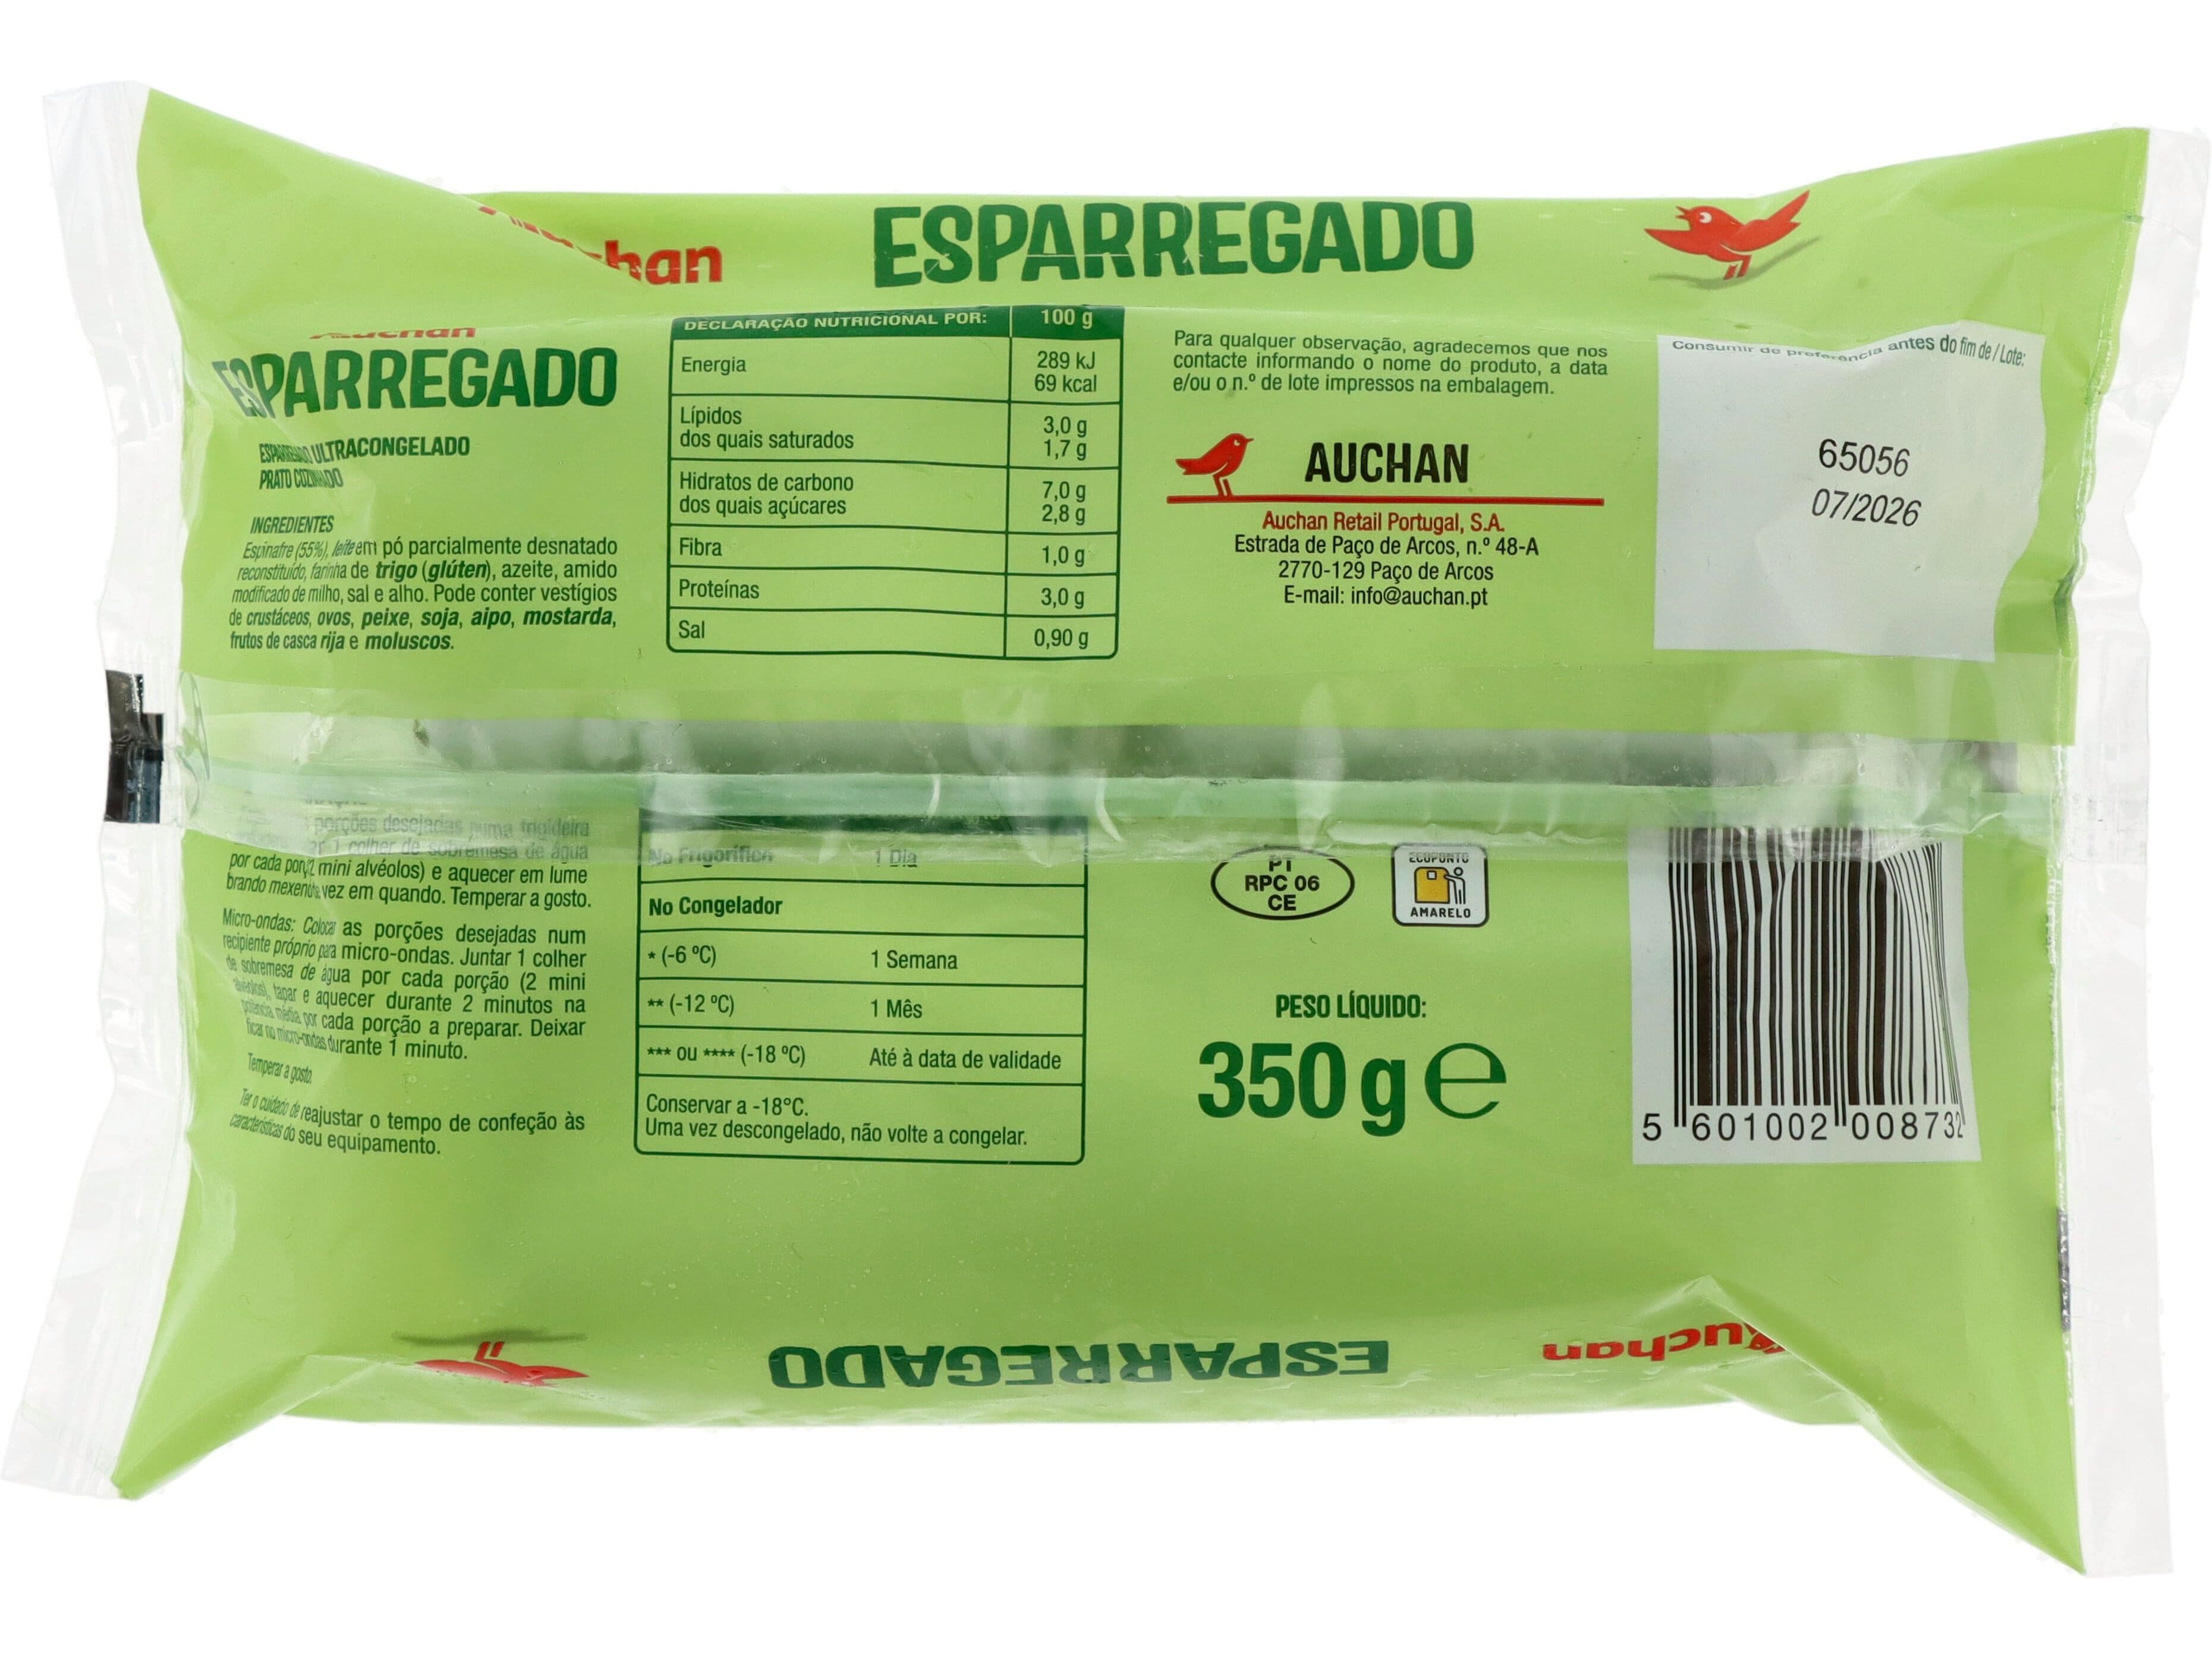 Auchan
ESPARREGADO
Auchan
ESPARREGADO
ESPARREGADO ULTRACONGELADO
PRATO COZINHADO
INGREDIENTES
Espinafre (55%), leite em pó parcialmente desnatado
reconstituído, farinha de trigo (glúten), azeite, amido
modificado de milho, sal e alho. Pode conter vestígios
de crustáceos, ovos, peixe, soja, aipo, mostarda,
frutos de casca rija e moluscos.
DECLARAÇÃO NUTRICIONAL POR: 100 g
Energia 289 kJ
69 kcal
Lípidos 3,0 g
dos quais saturados 1,7 g
Hidratos de carbono 7,0 g
dos quais açúcares 2,8 g
Fibra 1,0 g
Proteínas 3,0 g
Sal 0,90 g
Para qualquer observação, agradecemos que nos
contacte informando o nome do produto, a data
e/ou o n.º de lote impressos na embalagem.
AUCHAN
Auchan Retail Portugal, S.A.
Estrada de Paço de Arcos, n.º 48-A
2770-129 Paço de Arcos
E-mail: info@auchan.pt
Consumir de preferência antes do fim de / Lote:
65056
07/2026
porções desejadas numa frigideira
1 colher de sobremesa de água
por cada (2 mini alvéolos) e aquecer em lume
brando mexendo vez em quando. Temperar a gosto.
Micro-ondas: Colocar as porções desejadas num
recipiente próprio para micro-ondas. Juntar 1 colher
de sobremesa de água por cada porção (2 mini
alvéolos), tapar e aquecer durante 2 minutos na
potência média por cada porção a preparar. Deixar
ficar no micro-ondas durante 1 minuto.
Temperar a gosto.
Ter o cuidado de reajustar o tempo de confeção às
características do seu equipamento.
No Frigorífico 1 Dia
No Congelador
* (-6 ºC) 1 Semana
** (-12 ºC) 1 Mês
*** ou **** (-18 ºC) Até à data de validade
Conservar a -18°C.
Uma vez descongelado, não volte a congelar.
PT
RPC 06
CE
ECOPONTO
AMARELO
PESO LÍQUIDO:
350 g e
5 601002 008732
ESPARREGADO
Auchan